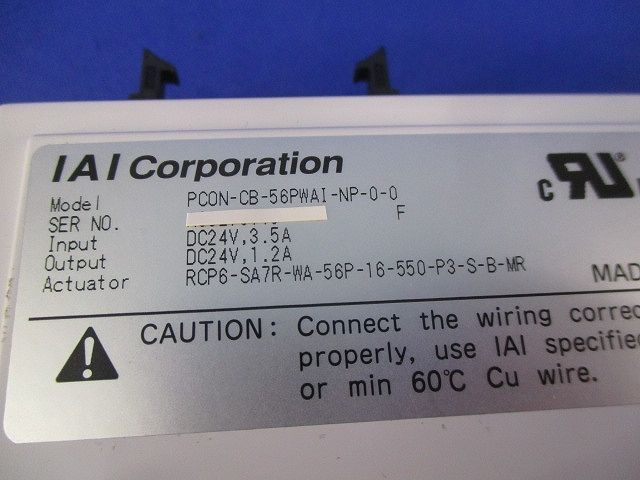 IAI Corporation
Model PCON-CB-56PWAI-NP-0-0
SER NO. F
Input DC24V,3.5A
Output DC24V,1.2A
Actuator RCP6-SA7R-WA-56P-16-550-P3-S-B-MR
c RU
MAD
CAUTION: Connect the wiring correc
properly, use IAI specified
or min 60℃ Cu wire.